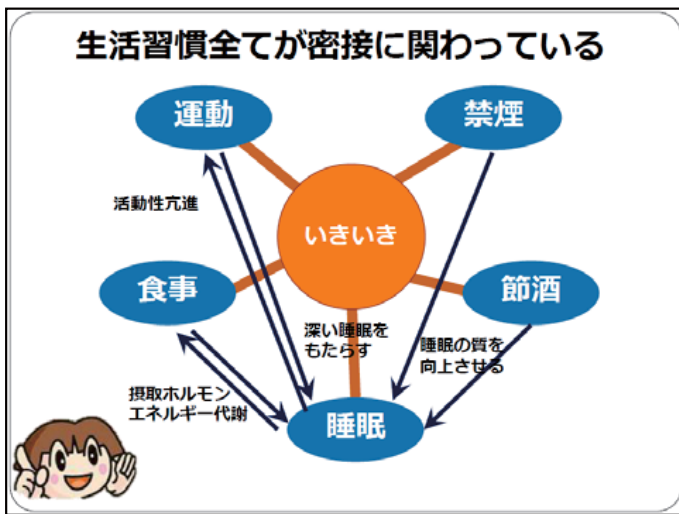 生活習慣全てが密接に関わっている
運動
禁煙
活動性亢進
いきいき
食事
節酒
深い睡眠を
もたらす
睡眠の質を
向上させる
摂取ホルモン
エネルギー代謝
睡眠